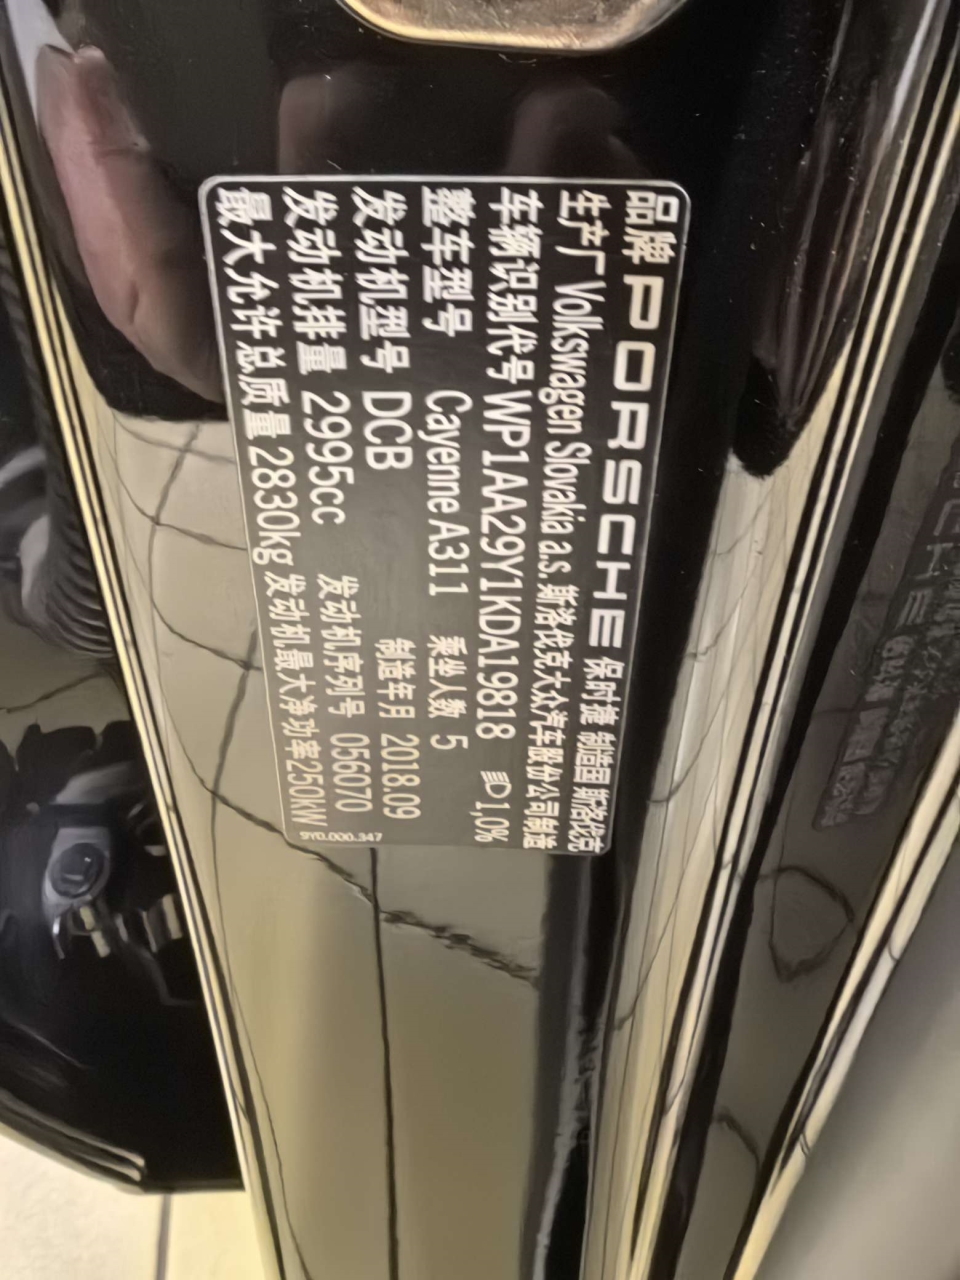 品牌 PORSCHE 保时捷 制造国 斯洛伐克
生产厂 Volkswagen Slovakia a.s. 斯洛伐克大众汽车股份公司制造
车辆识别代号 WP1AA29Y1KDA19818 1,0%
整车型号 Cayenne A311 乘坐人数 5
发动机型号 DCB 制造年月 2018.09
发动机排量 2995cc 发动机序列号 056070
最大允许总质量 2830kg 发动机最大净功率250kW
9Y0.000.347